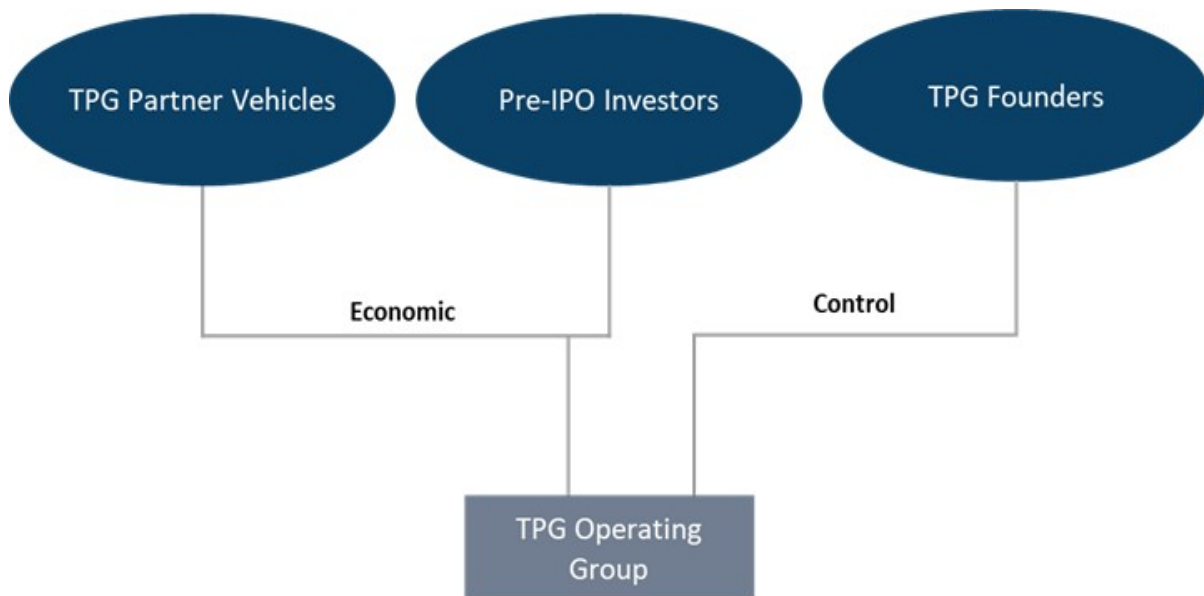 TPG Partner Vehicles
Pre-IPO Investors
TPG Founders
Economic
Control
TPG Operating
Group